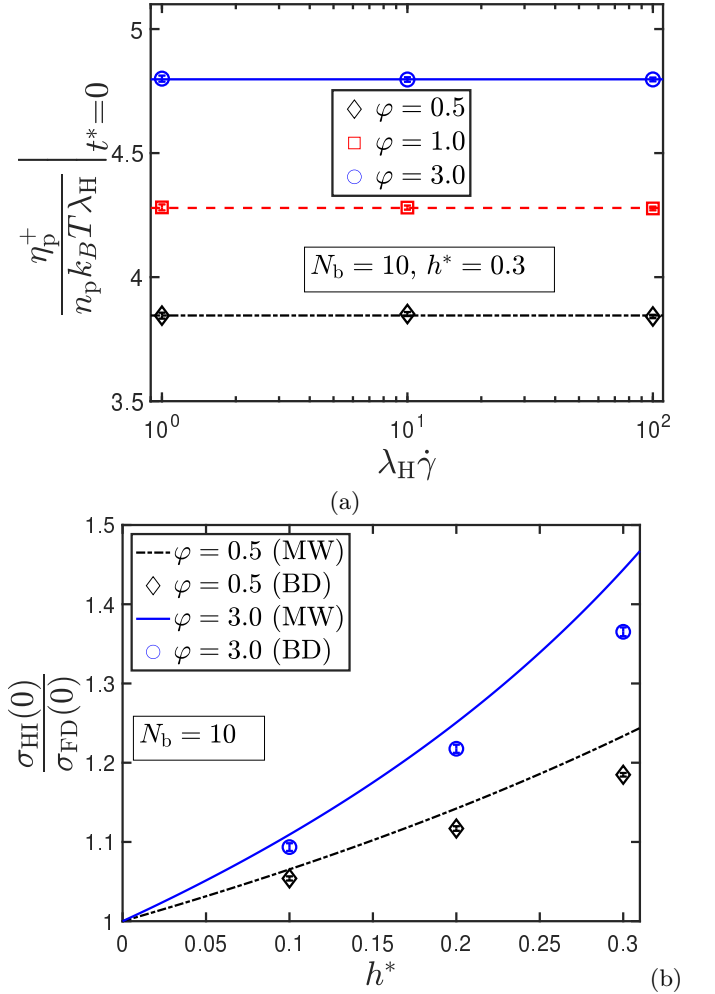 5
4.5
4
3.5
η_p^+ / n_p k_B T λ_H | t*=0
φ = 0.5
φ = 1.0
φ = 3.0
N_b = 10, h* = 0.3
10^0 10^1 10^2
λ_H γ̇
(a)
1.5
1.4
1.3
1.2
1.1
1
σ_HI(0) / σ_FD(0)
φ = 0.5 (MW)
φ = 0.5 (BD)
φ = 3.0 (MW)
φ = 3.0 (BD)
N_b = 10
0 0.05 0.1 0.15 0.2 0.25 0.3
h*
(b)